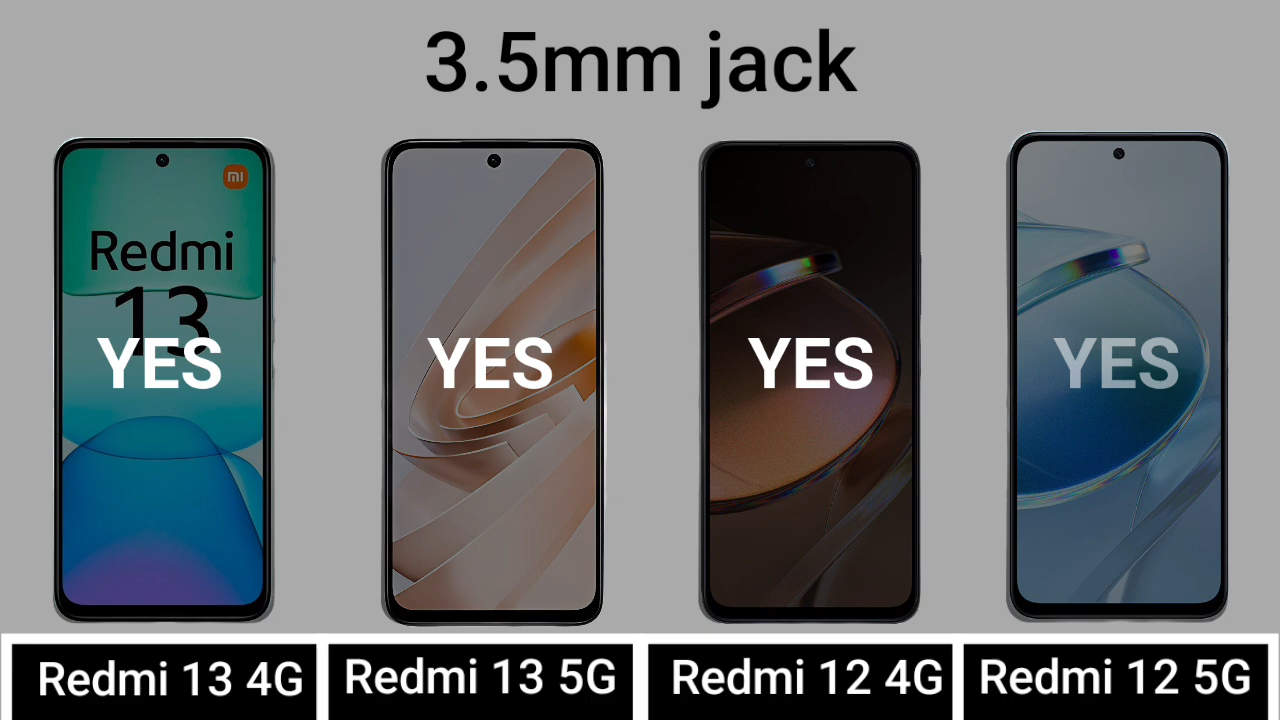 3.5mm jack
mi
Redmi
13
YES
YES
YES
YES
Redmi 13 4G
Redmi 13 5G
Redmi 12 4G
Redmi 12 5G